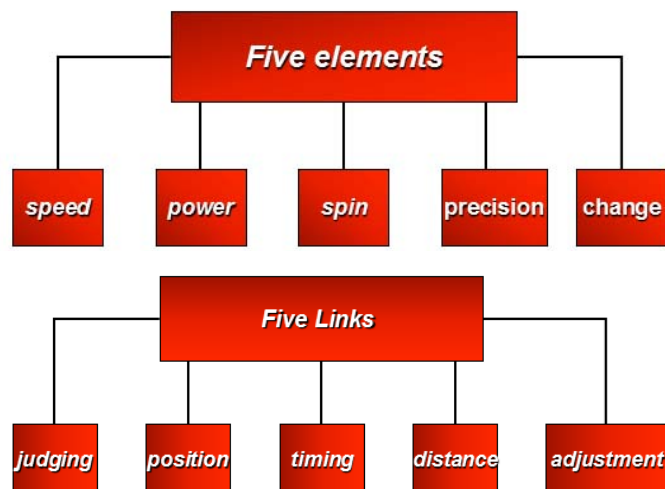 Five elements
speed power spin precision change
Five Links
judging position timing distance adjustment